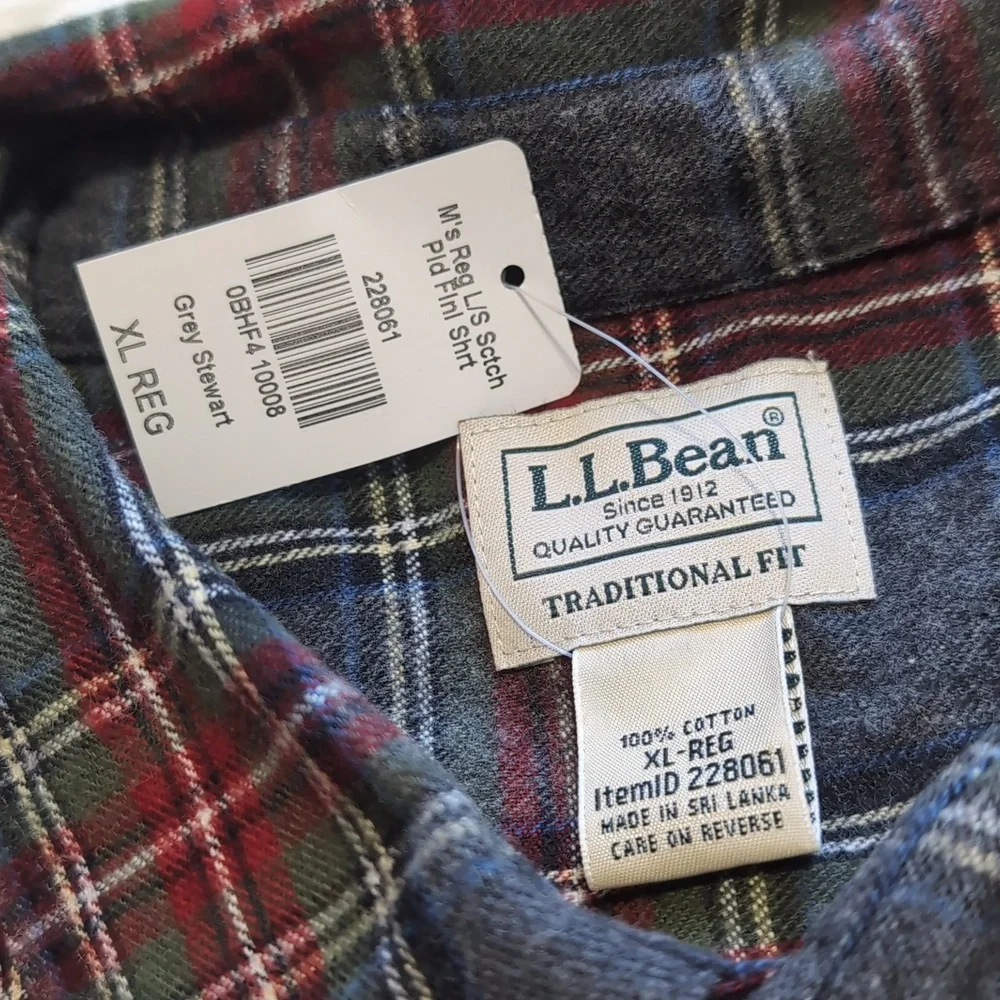 M's Reg L/S Sctch
Pld Flnl Shrt
228061
0BHF4 10008
Grey Stewart
XL REG
L.L.Bean®
Since 1912
QUALITY GUARANTEED
TRADITIONAL FIT
100% COTTON
XL-REG
ItemID 228061
MADE IN SRI LANKA
CARE ON REVERSE